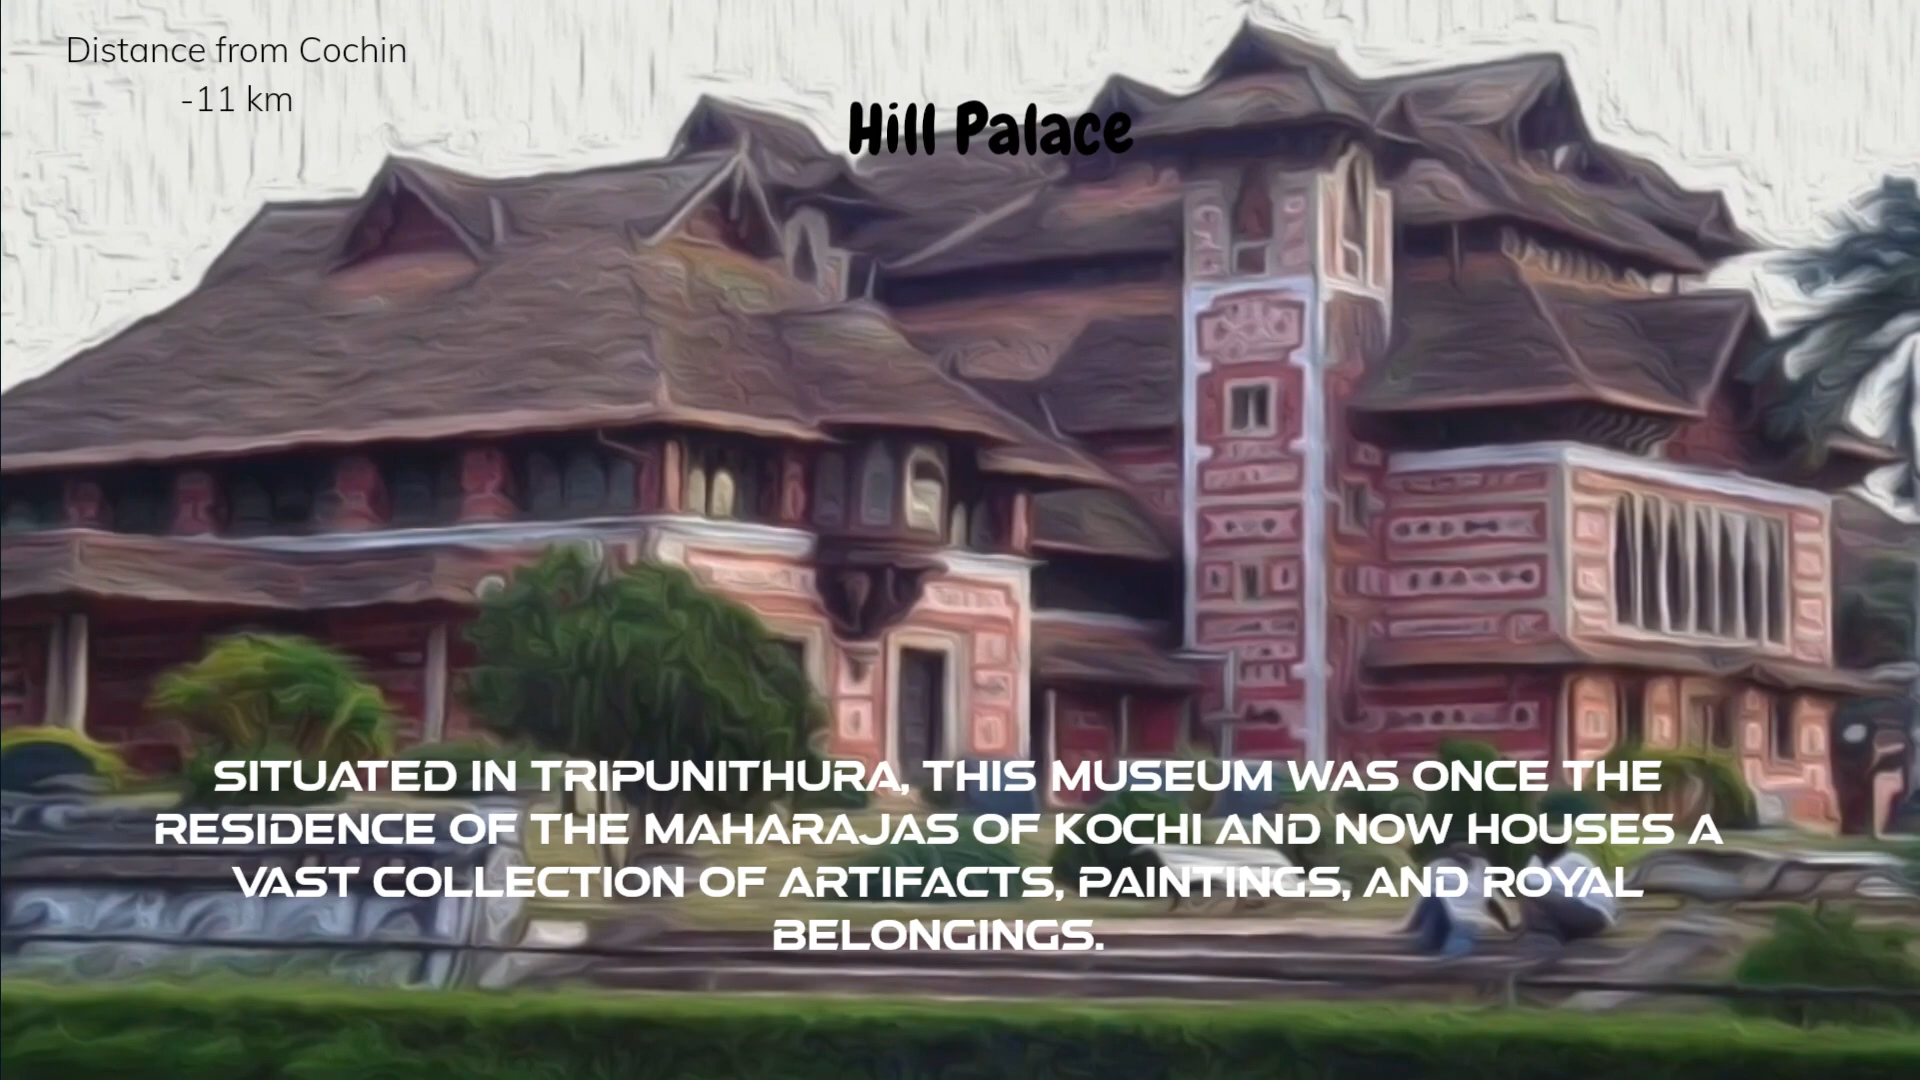 Distance from Cochin
-11 km
Hill Palace
SITUATED IN TRIPUNITHURA, THIS MUSEUM WAS ONCE THE
RESIDENCE OF THE MAHARAJAS OF KOCHI AND NOW HOUSES A
VAST COLLECTION OF ARTIFACTS, PAINTINGS, AND ROYAL
BELONGINGS.